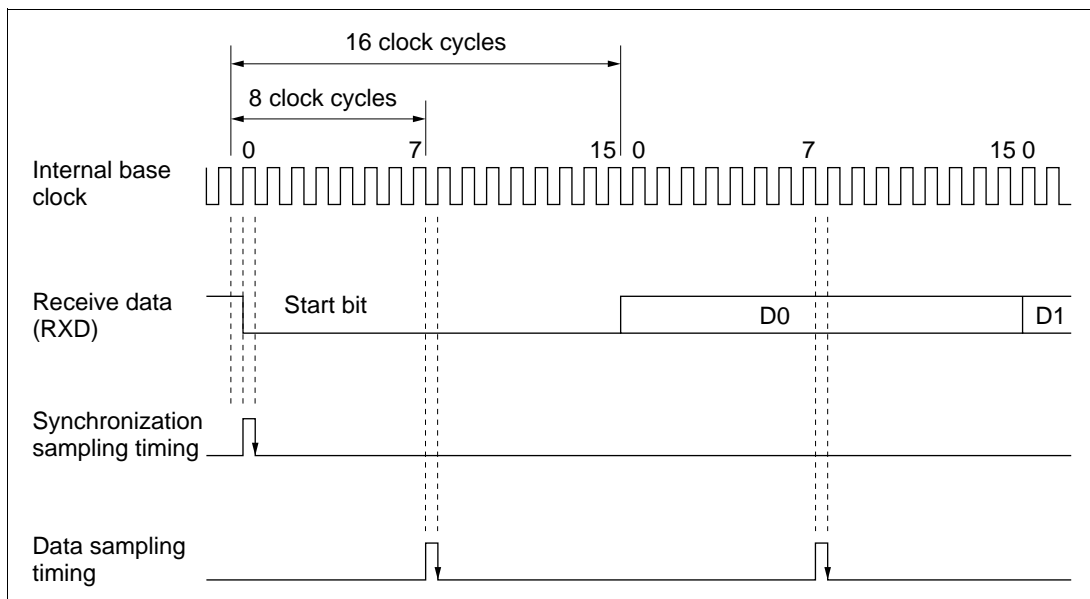 16 clock cycles
8 clock cycles
0 7 15 0 7 15 0
Internal base
clock
Receive data
(RXD)
Start bit
D0
D1
Synchronization
sampling timing
Data sampling
timing